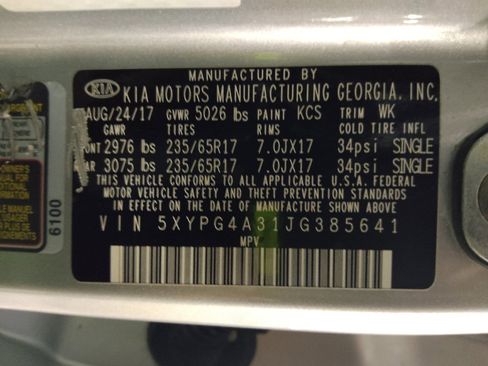 MANUFACTURED BY
KIA KIA MOTORS MANUFACTURING GEORGIA, INC.
AUG/24/17 GVWR 5026 lbs PAINT KCS TRIM WK
GAWR TIRES RIMS COLD TIRE INFL
ONT 2976 lbs 235/65R17 7.0JX17 34psi SINGLE
AR 3075 lbs 235/65R17 7.0JX17 34psi SINGLE
THIS VEHICLE CONFORMS TO ALL APPLICABLE U.S.A. FEDERAL
MOTOR VEHICLE SAFETY AND THEFT PREVENTION STANDARDS
IN EFFECT ON THE DATE OF MANUFACTURE SHOWN ABOVE.
VIN 5XYPG4A31JG385641
MPV
6100